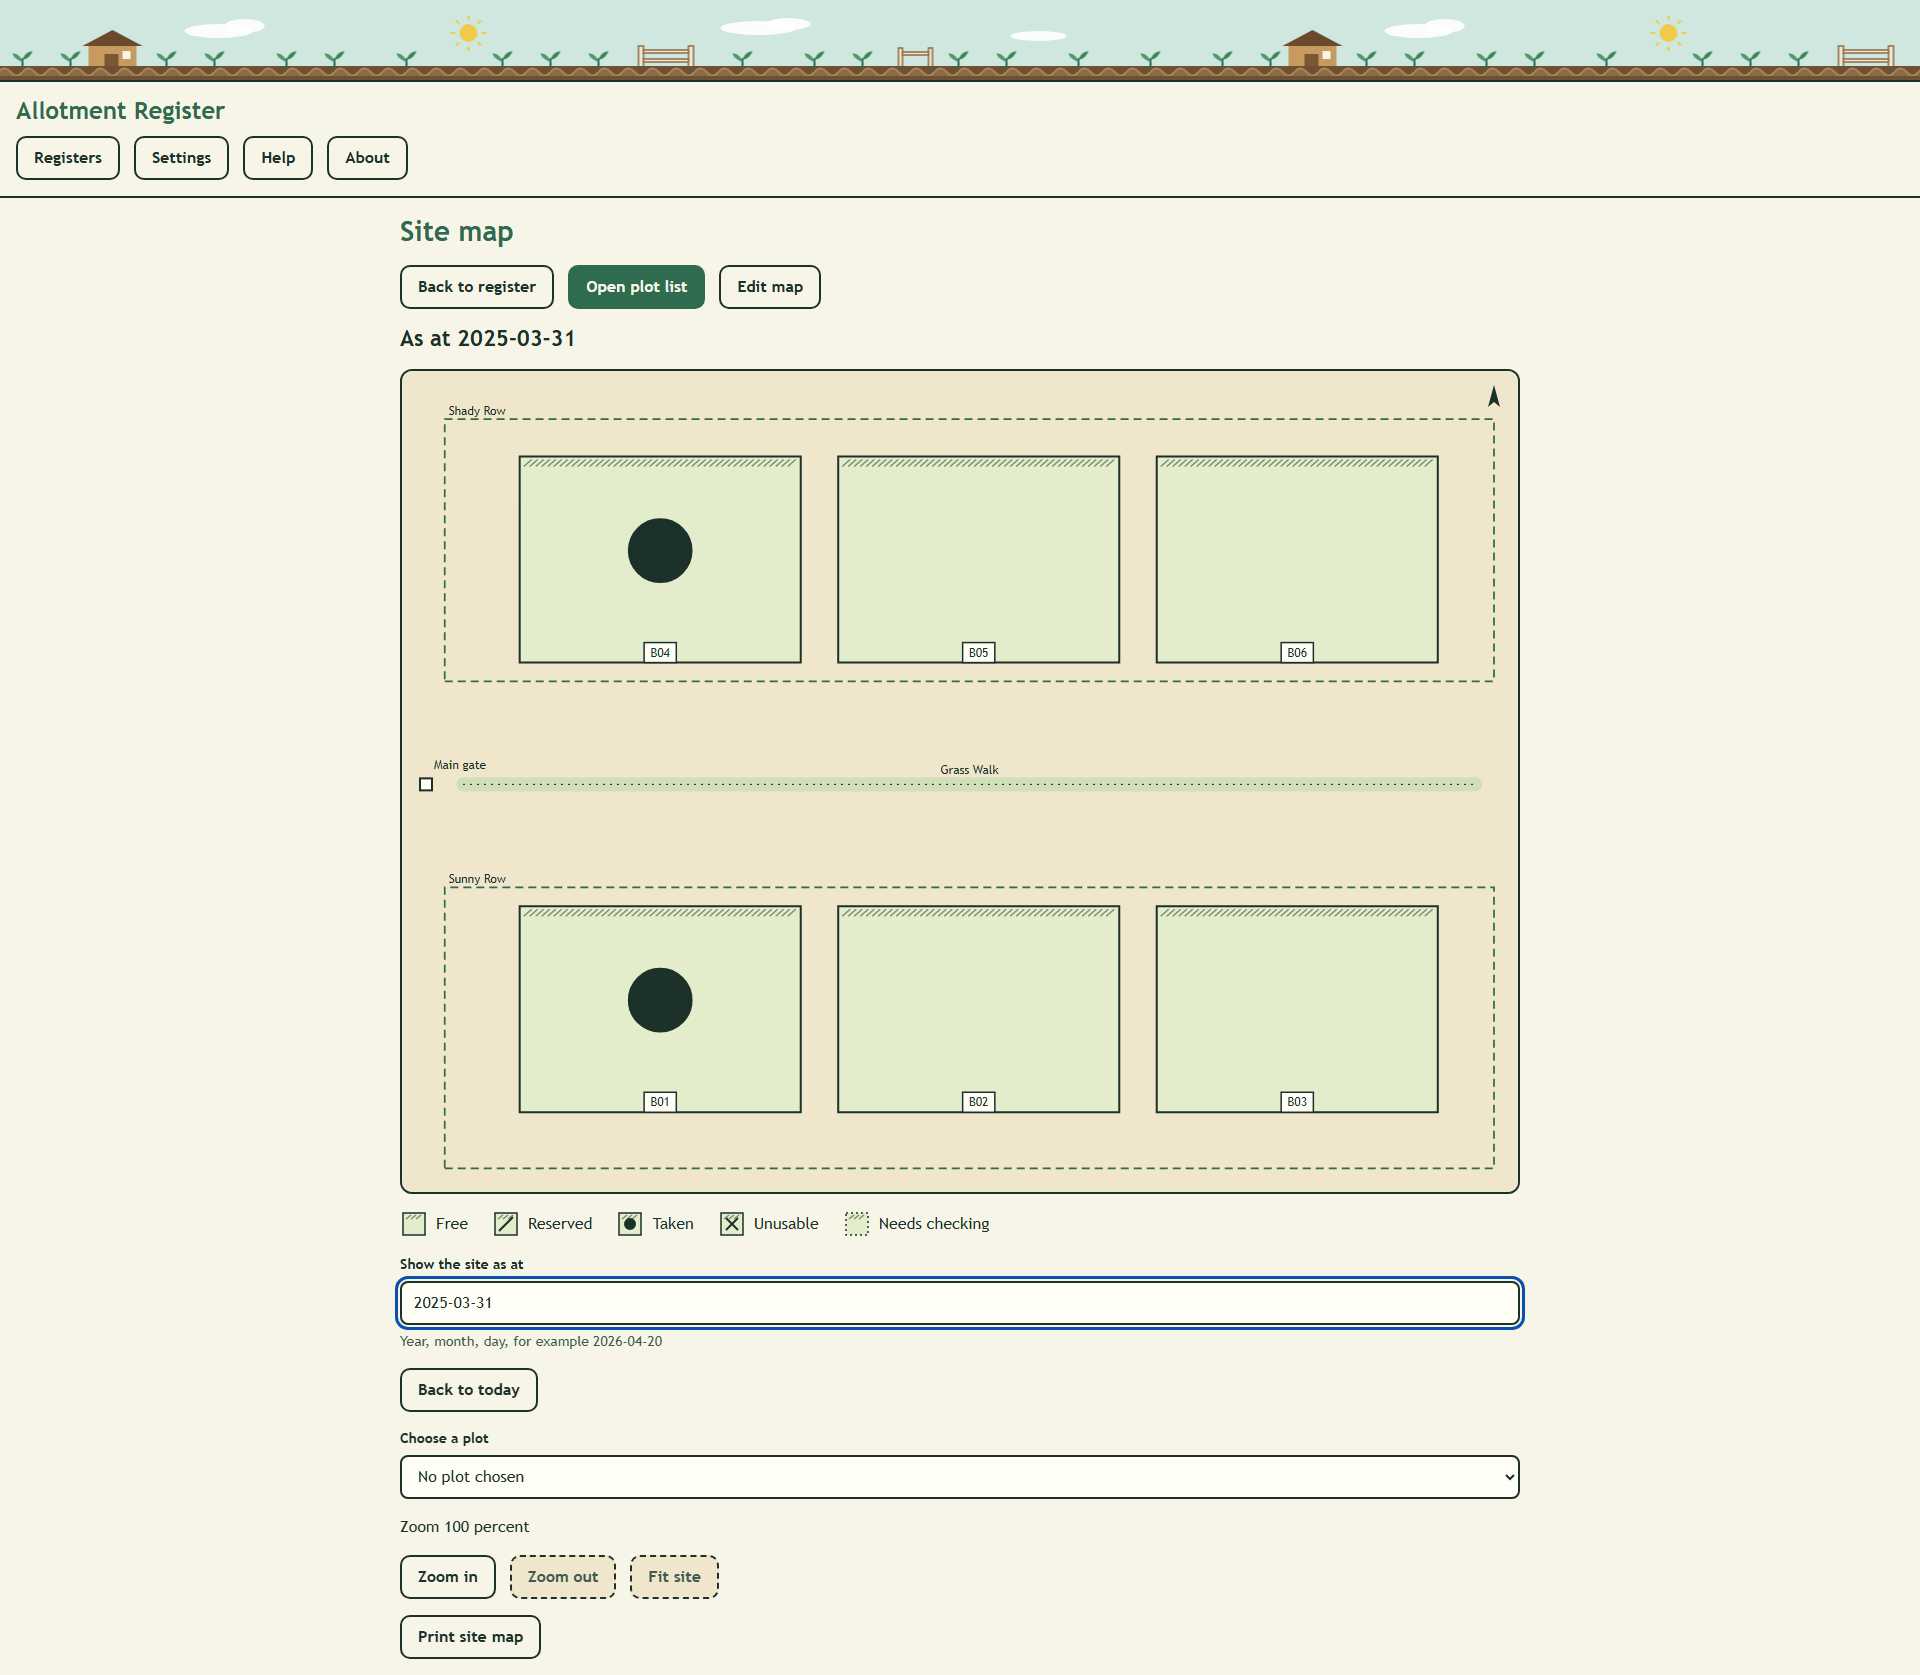 Allotment Register
Registers Settings Help About
Site map
Back to register Open plot list Edit map
As at 2025-03-31
Shady Row
B04 B05 B06
Main gate
Grass Walk
Sunny Row
B01 B02 B03
Free Reserved Taken Unusable Needs checking
Show the site as at
2025-03-31
Year, month, day, for example 2026-04-20
Back to today
Choose a plot
No plot chosen
Zoom 100 percent
Zoom in Zoom out Fit site
Print site map